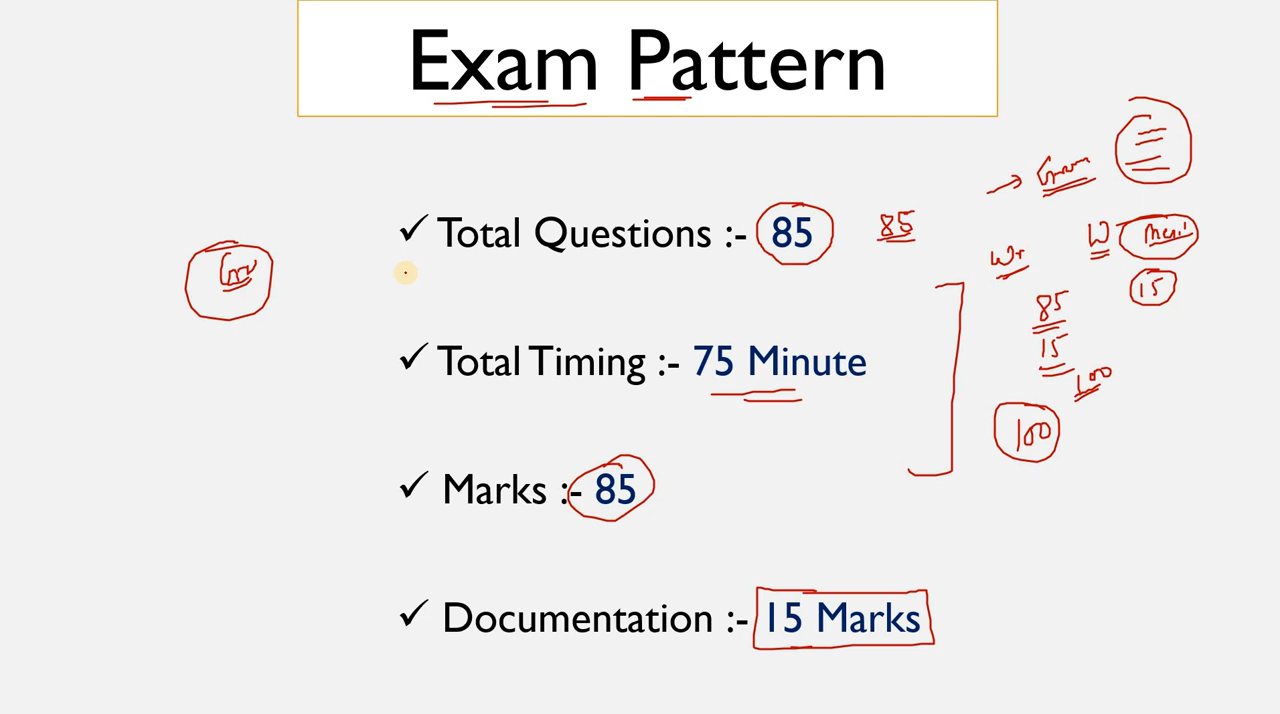 Exam Pattern
✓ Total Questions :- 85
85
✓ Total Timing :- 75 Minute
✓ Marks :- 85
✓ Documentation :- 15 Marks
15
85
15
100
100